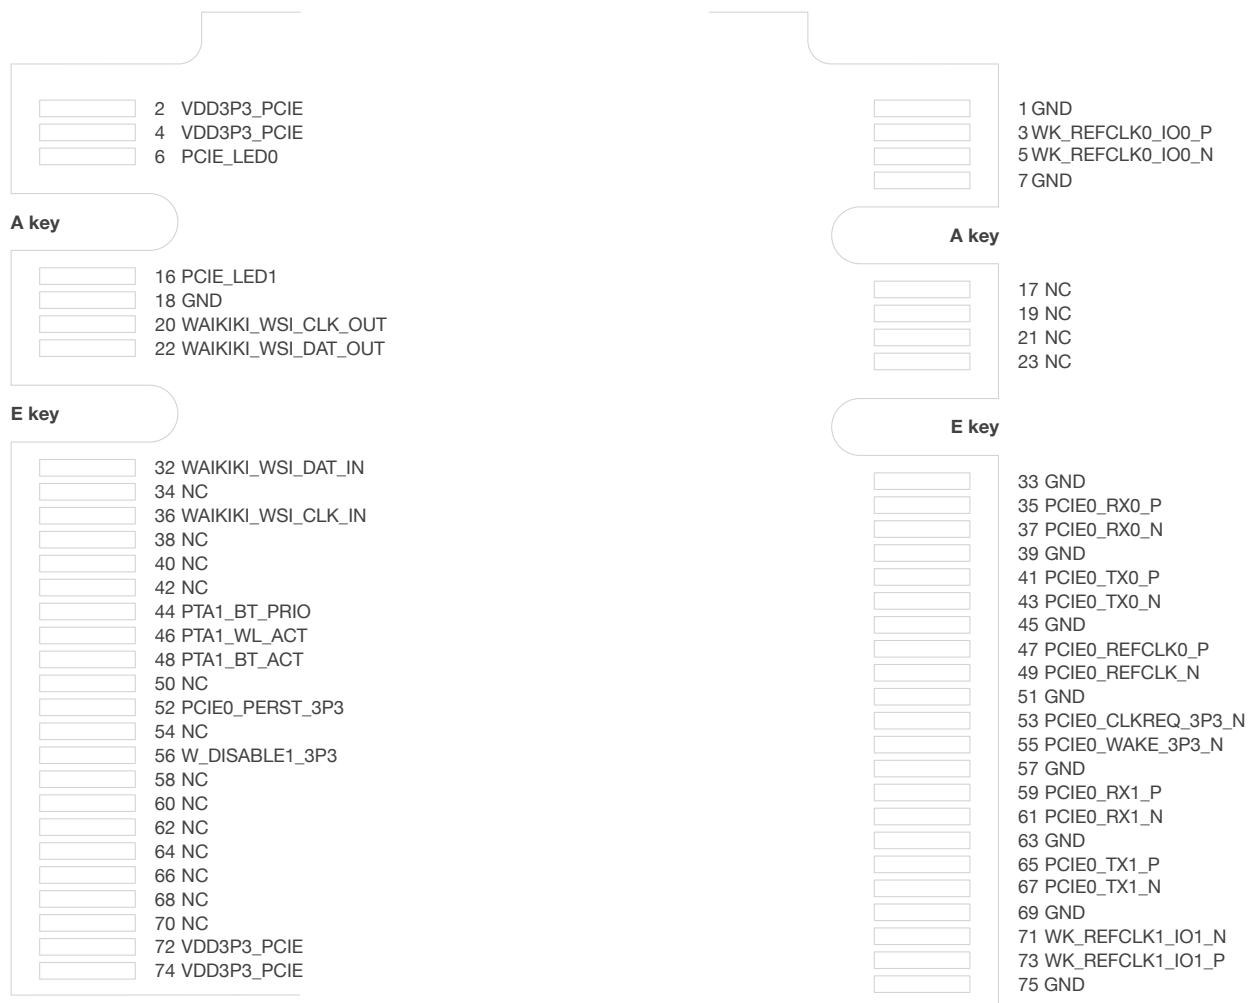 2 VDD3P3_PCIE
4 VDD3P3_PCIE
6 PCIE_LED0
A key
16 PCIE_LED1
18 GND
20 WAIKIKI_WSI_CLK_OUT
22 WAIKIKI_WSI_DAT_OUT
E key
32 WAIKIKI_WSI_DAT_IN
34 NC
36 WAIKIKI_WSI_CLK_IN
38 NC
40 NC
42 NC
44 PTA1_BT_PRIO
46 PTA1_WL_ACT
48 PTA1_BT_ACT
50 NC
52 PCIE0_PERST_3P3
54 NC
56 W_DISABLE1_3P3
58 NC
60 NC
62 NC
64 NC
66 NC
68 NC
70 NC
72 VDD3P3_PCIE
74 VDD3P3_PCIE
1 GND
3 WK_REFCLK0_IO0_P
5 WK_REFCLK0_IO0_N
7 GND
A key
17 NC
19 NC
21 NC
23 NC
E key
33 GND
35 PCIE0_RX0_P
37 PCIE0_RX0_N
39 GND
41 PCIE0_TX0_P
43 PCIE0_TX0_N
45 GND
47 PCIE0_REFCLK0_P
49 PCIE0_REFCLK_N
51 GND
53 PCIE0_CLKREQ_3P3_N
55 PCIE0_WAKE_3P3_N
57 GND
59 PCIE0_RX1_P
61 PCIE0_RX1_N
63 GND
65 PCIE0_TX1_P
67 PCIE0_TX1_N
69 GND
71 WK_REFCLK1_IO1_N
73 WK_REFCLK1_IO1_P
75 GND